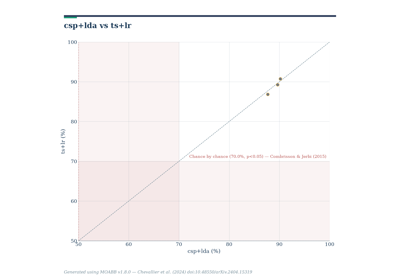 csp+lda vs ts+lr
100
90
80
70
60
50
ts+lr (%)
Chance by chance (70.0%, p=0.05) — Combrisson & Jerbi (2015)
50
60
70
80
90
100
csp+lda (%)
Generated using MOABB v1.6.0 — Chevallier et al. (2024) doi:10.48550/arXiv.2404.15319